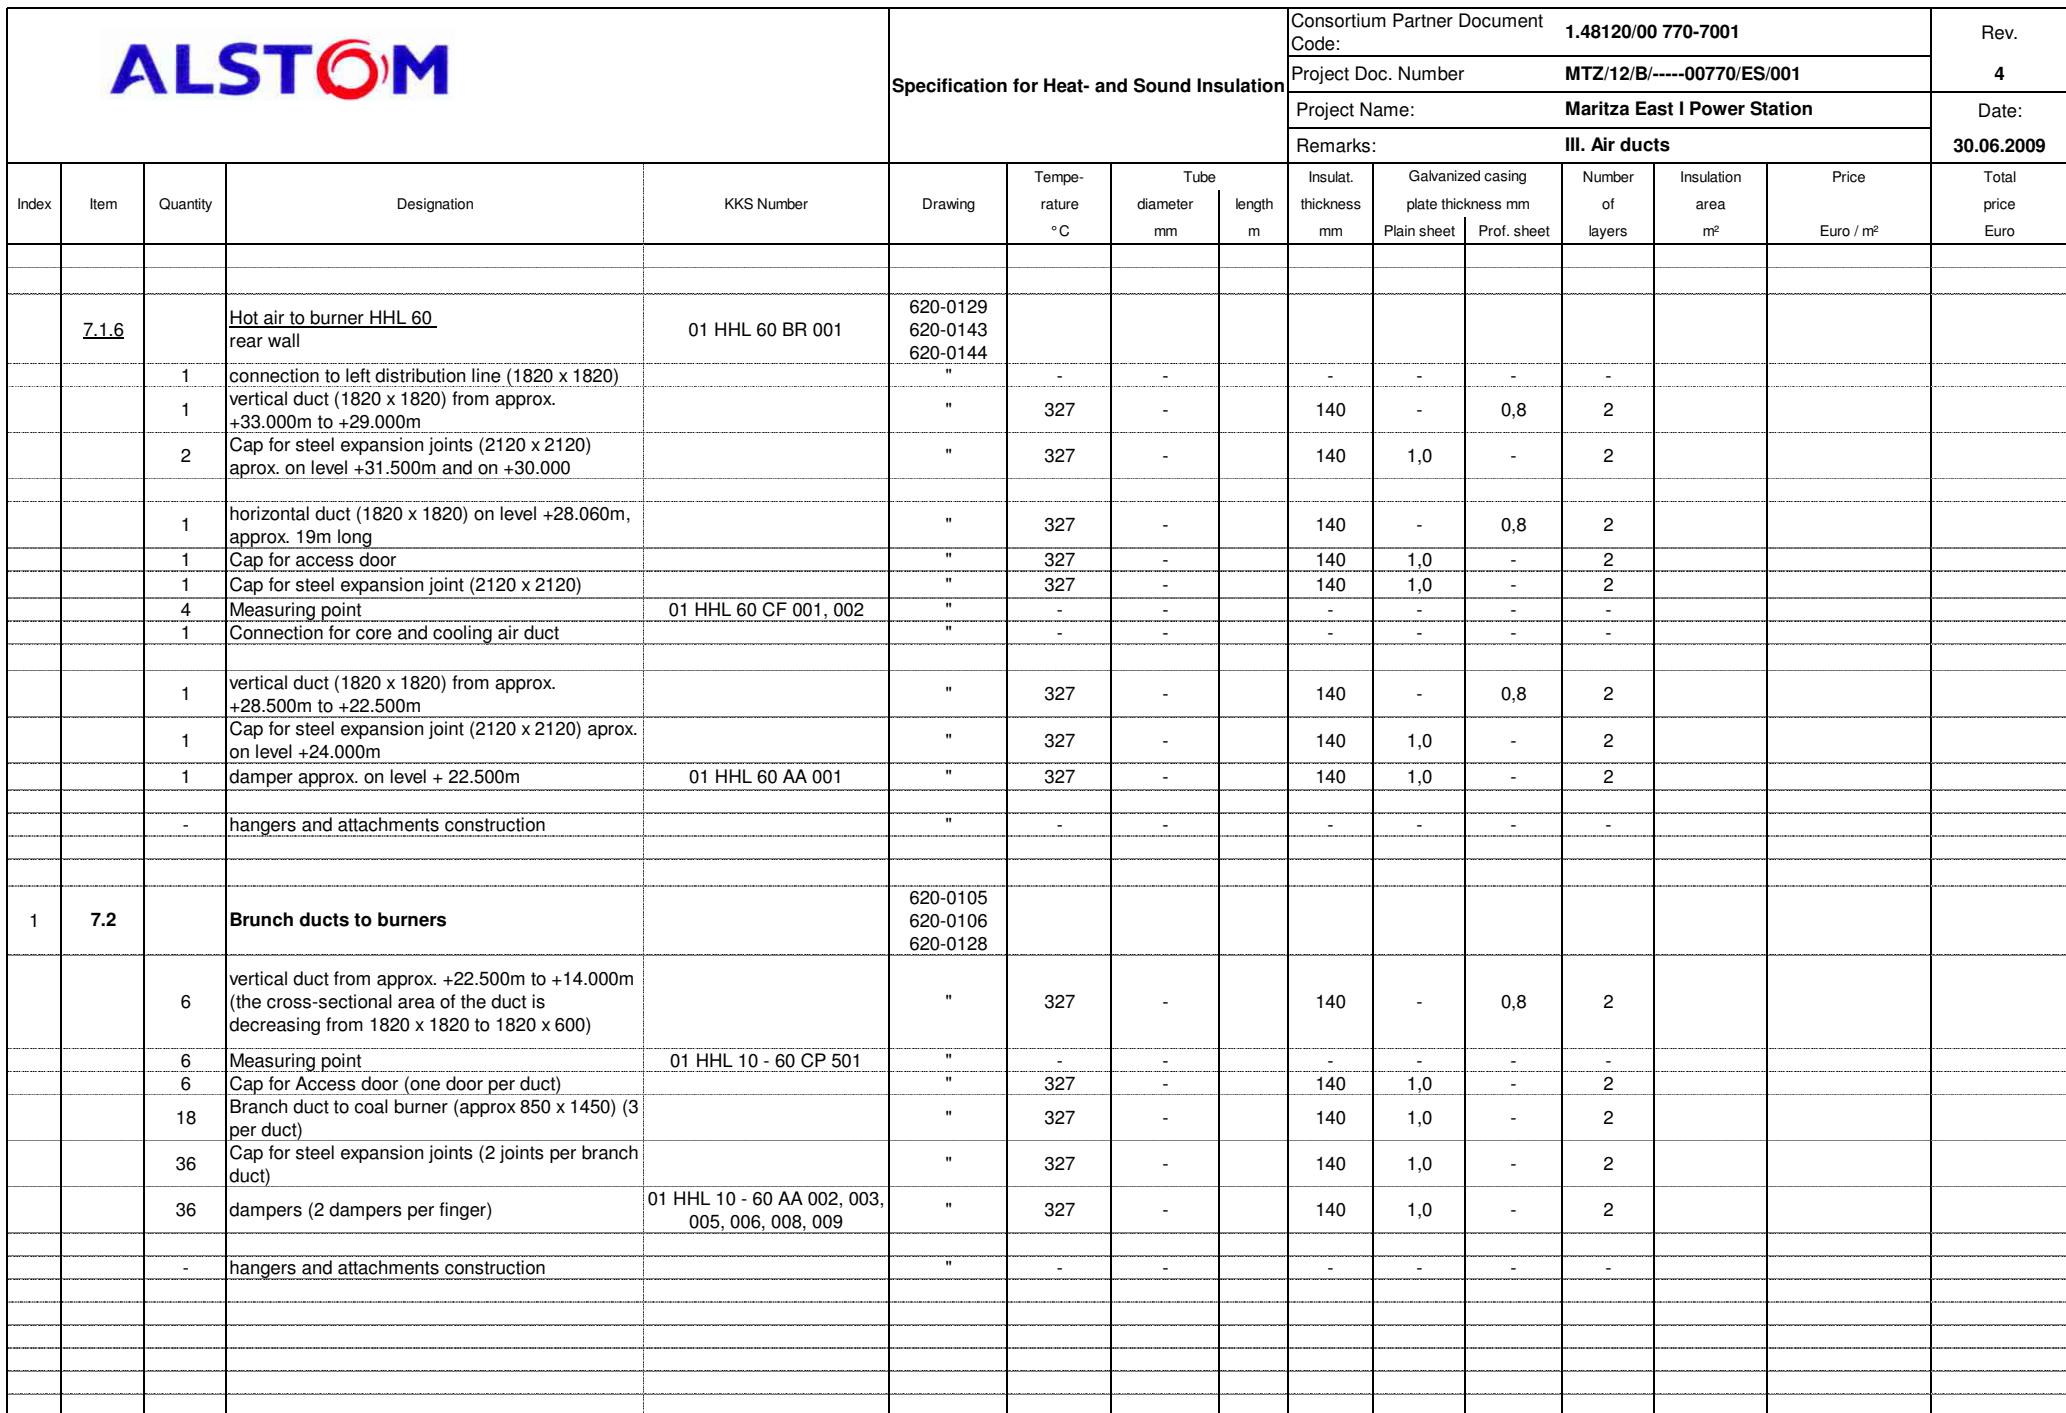 ALSTOM
Specification for Heat- and Sound Insulation
Consortium Partner Document Code: 1.48120/00 770-7001
Rev.
Project Doc. Number MTZ/12/B/-----00770/ES/001
4
Project Name: Maritza East I Power Station
Date:
Remarks: III. Air ducts
30.06.2009
Index Item Quantity Designation KKS Number Drawing Tempe-rature °C Tube diameter mm length m Insulat. thickness mm Galvanized casing plate thickness mm Plain sheet Prof. sheet Number of layers Insulation area m² Price Euro / m² Total price Euro
7.1.6 Hot air to burner HHL 60 01 HHL 60 BR 001 620-0129
rear wall 620-0143
620-0144
1 connection to left distribution line (1820 x 1820) " - - - - - -
1 vertical duct (1820 x 1820) from approx. " 327 - 140 - 0,8 2
+33.000m to +29.000m
2 Cap for steel expansion joints (2120 x 2120) " 327 - 140 1,0 - 2
aprox. on level +31.500m and on +30.000
1 horizontal duct (1820 x 1820) on level +28.060m, " 327 - 140 - 0,8 2
approx. 19m long
1 Cap for access door " 327 - 140 1,0 - 2
1 Cap for steel expansion joint (2120 x 2120) " 327 - 140 1,0 - 2
4 Measuring point 01 HHL 60 CF 001, 002 " - - - - - -
1 Connection for core and cooling air duct " - - - - - -
1 vertical duct (1820 x 1820) from approx. " 327 - 140 - 0,8 2
+28.500m to +22.500m
1 Cap for steel expansion joint (2120 x 2120) aprox. " 327 - 140 1,0 - 2
on level +24.000m
1 damper approx. on level + 22.500m 01 HHL 60 AA 001 " 327 - 140 1,0 - 2
- hangers and attachments construction " - - - - - -
1 7.2 Brunch ducts to burners 620-0105
620-0106
620-0128
6 vertical duct from approx. +22.500m to +14.000m " 327 - 140 - 0,8 2
(the cross-sectional area of the duct is
decreasing from 1820 x 1820 to 1820 x 600)
6 Measuring point 01 HHL 10 - 60 CP 501 " - - - - - -
6 Cap for Access door (one door per duct) " 327 - 140 1,0 - 2
18 Branch duct to coal burner (approx 850 x 1450) (3 " 327 - 140 1,0 - 2
per duct)
36 Cap for steel expansion joints (2 joints per branch " 327 - 140 1,0 - 2
duct)
36 dampers (2 dampers per finger) 01 HHL 10 - 60 AA 002, 003, " 327 - 140 1,0 - 2
005, 006, 008, 009
- hangers and attachments construction " - - - - - -